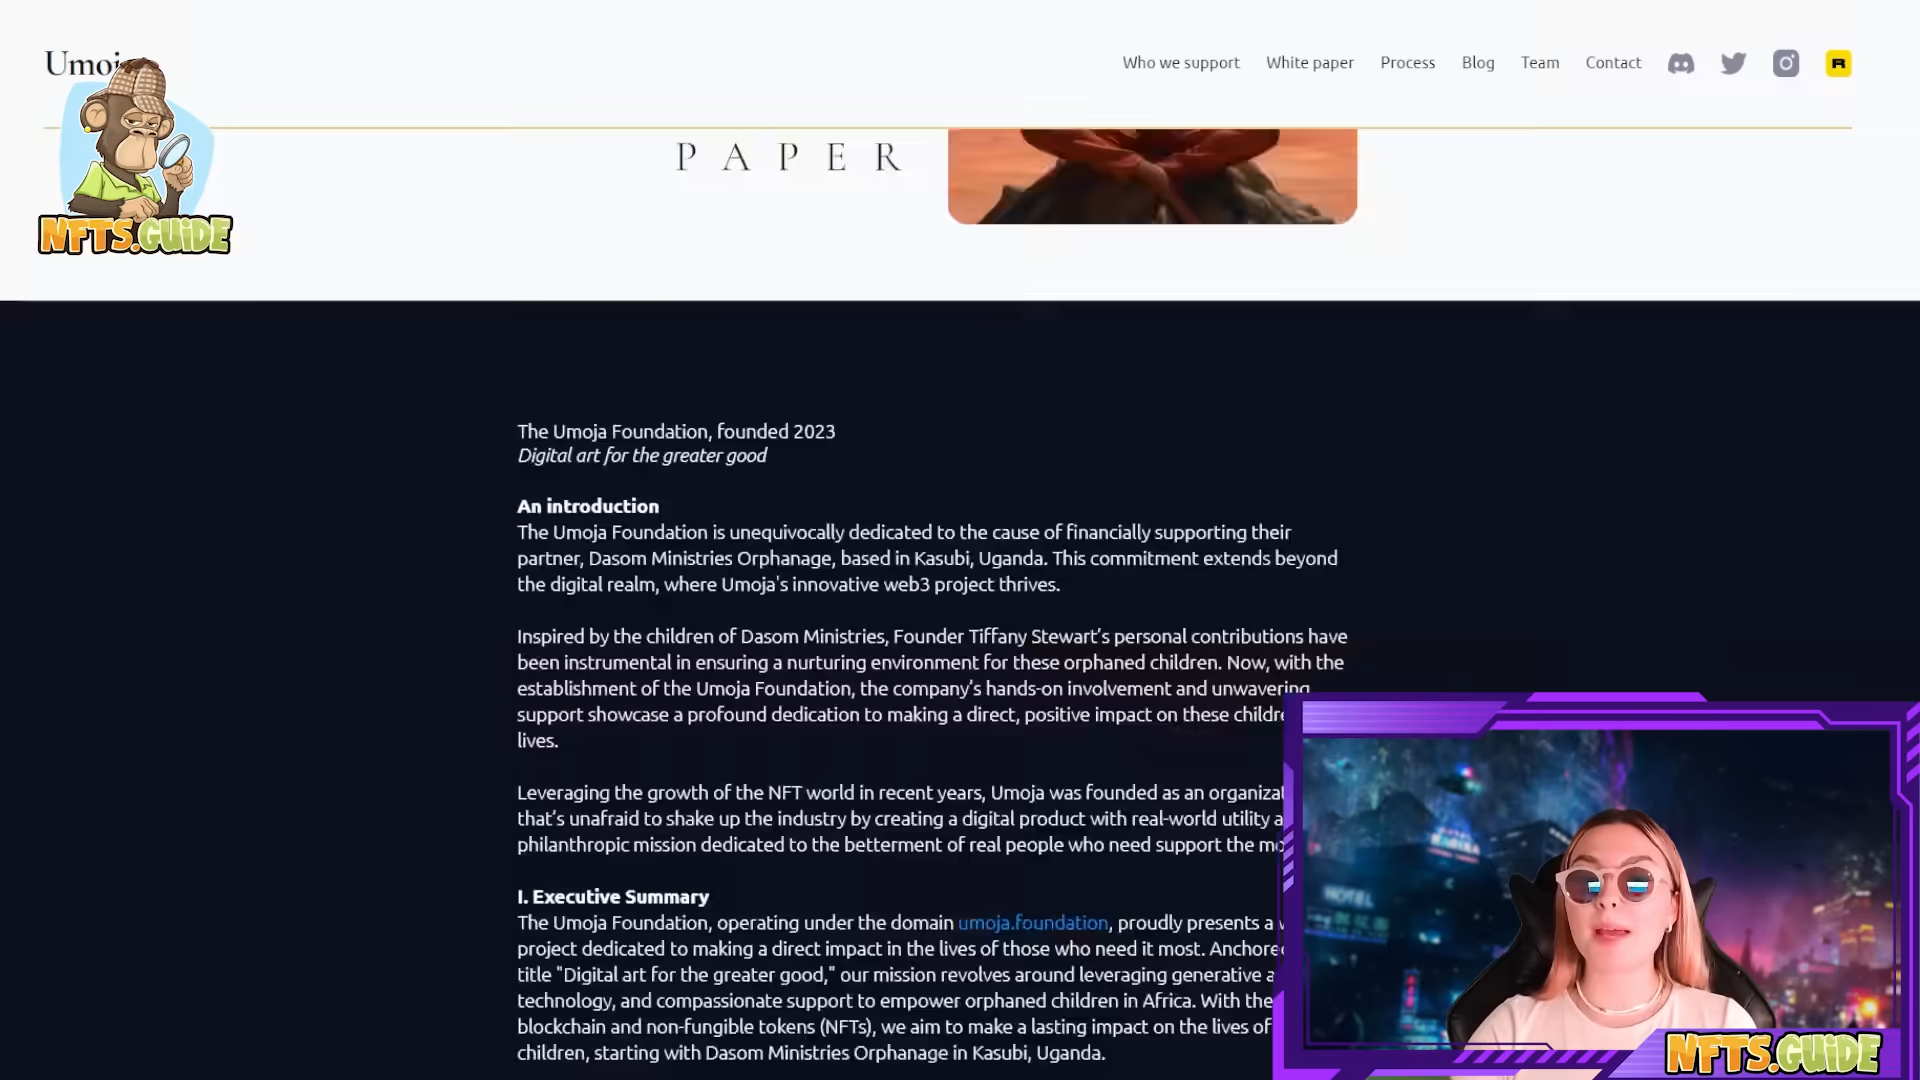 Umoja
Who we support
White paper
Process
Blog
Team
Contact
PAPER
NFTS.GUIDE
The Umoja Foundation, founded 2023
Digital art for the greater good
An introduction
The Umoja Foundation is unequivocally dedicated to the cause of financially supporting their
partner, Dasom Ministries Orphanage, based in Kasubi, Uganda. This commitment extends beyond
the digital realm, where Umoja's innovative web3 project thrives.
Inspired by the children of Dasom Ministries, Founder Tiffany Stewart’s personal contributions have
been instrumental in ensuring a nurturing environment for these orphaned children. Now, with the
establishment of the Umoja Foundation, the company’s hands-on involvement and unwavering
support showcase a profound dedication to making a direct, positive impact on these childre
lives.
Leveraging the growth of the NFT world in recent years, Umoja was founded as an organizat
that’s unafraid to shake up the industry by creating a digital product with real-world utility a
philanthropic mission dedicated to the betterment of real people who need support the mo
I. Executive Summary
The Umoja Foundation, operating under the domain umoja.foundation, proudly presents a
project dedicated to making a direct impact in the lives of those who need it most. Anchore
title "Digital art for the greater good," our mission revolves around leveraging generative a
technology, and compassionate support to empower orphaned children in Africa. With the
blockchain and non-fungible tokens (NFTs), we aim to make a lasting impact on the lives of
children, starting with Dasom Ministries Orphanage in Kasubi, Uganda.
HOTEL
NFTS.GUIDE